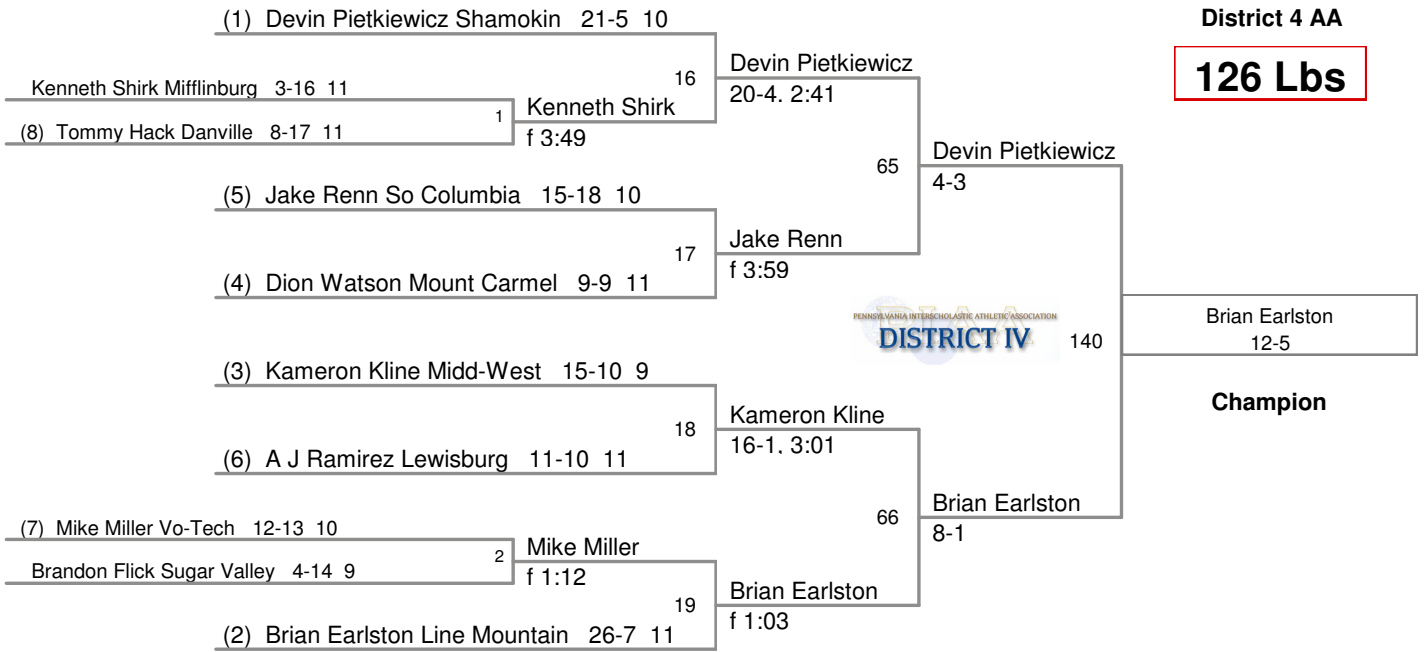 District 4 AA
126 Lbs
(1) Devin Pietkiewicz Shamokin 21-5 10
Kenneth Shirk Mifflinburg 3-16 11
(8) Tommy Hack Danville 8-17 11
1
Kenneth Shirk
f 3:49
16
Devin Pietkiewicz
20-4, 2:41
(5) Jake Renn So Columbia 15-18 10
(4) Dion Watson Mount Carmel 9-9 11
17
Jake Renn
f 3:59
65
Devin Pietkiewicz
4-3
(3) Kameron Kline Midd-West 15-10 9
(6) A J Ramirez Lewisburg 11-10 11
18
Kameron Kline
16-1, 3:01
(7) Mike Miller Vo-Tech 12-13 10
Brandon Flick Sugar Valley 4-14 9
2
Mike Miller
f 1:12
(2) Brian Earlston Line Mountain 26-7 11
19
Brian Earlston
f 1:03
66
Brian Earlston
8-1
PIAA
PENNSYLVANIA INTERSCHOLASTIC ATHLETIC ASSOCIATION
DISTRICT IV
140
Brian Earlston
12-5
Champion